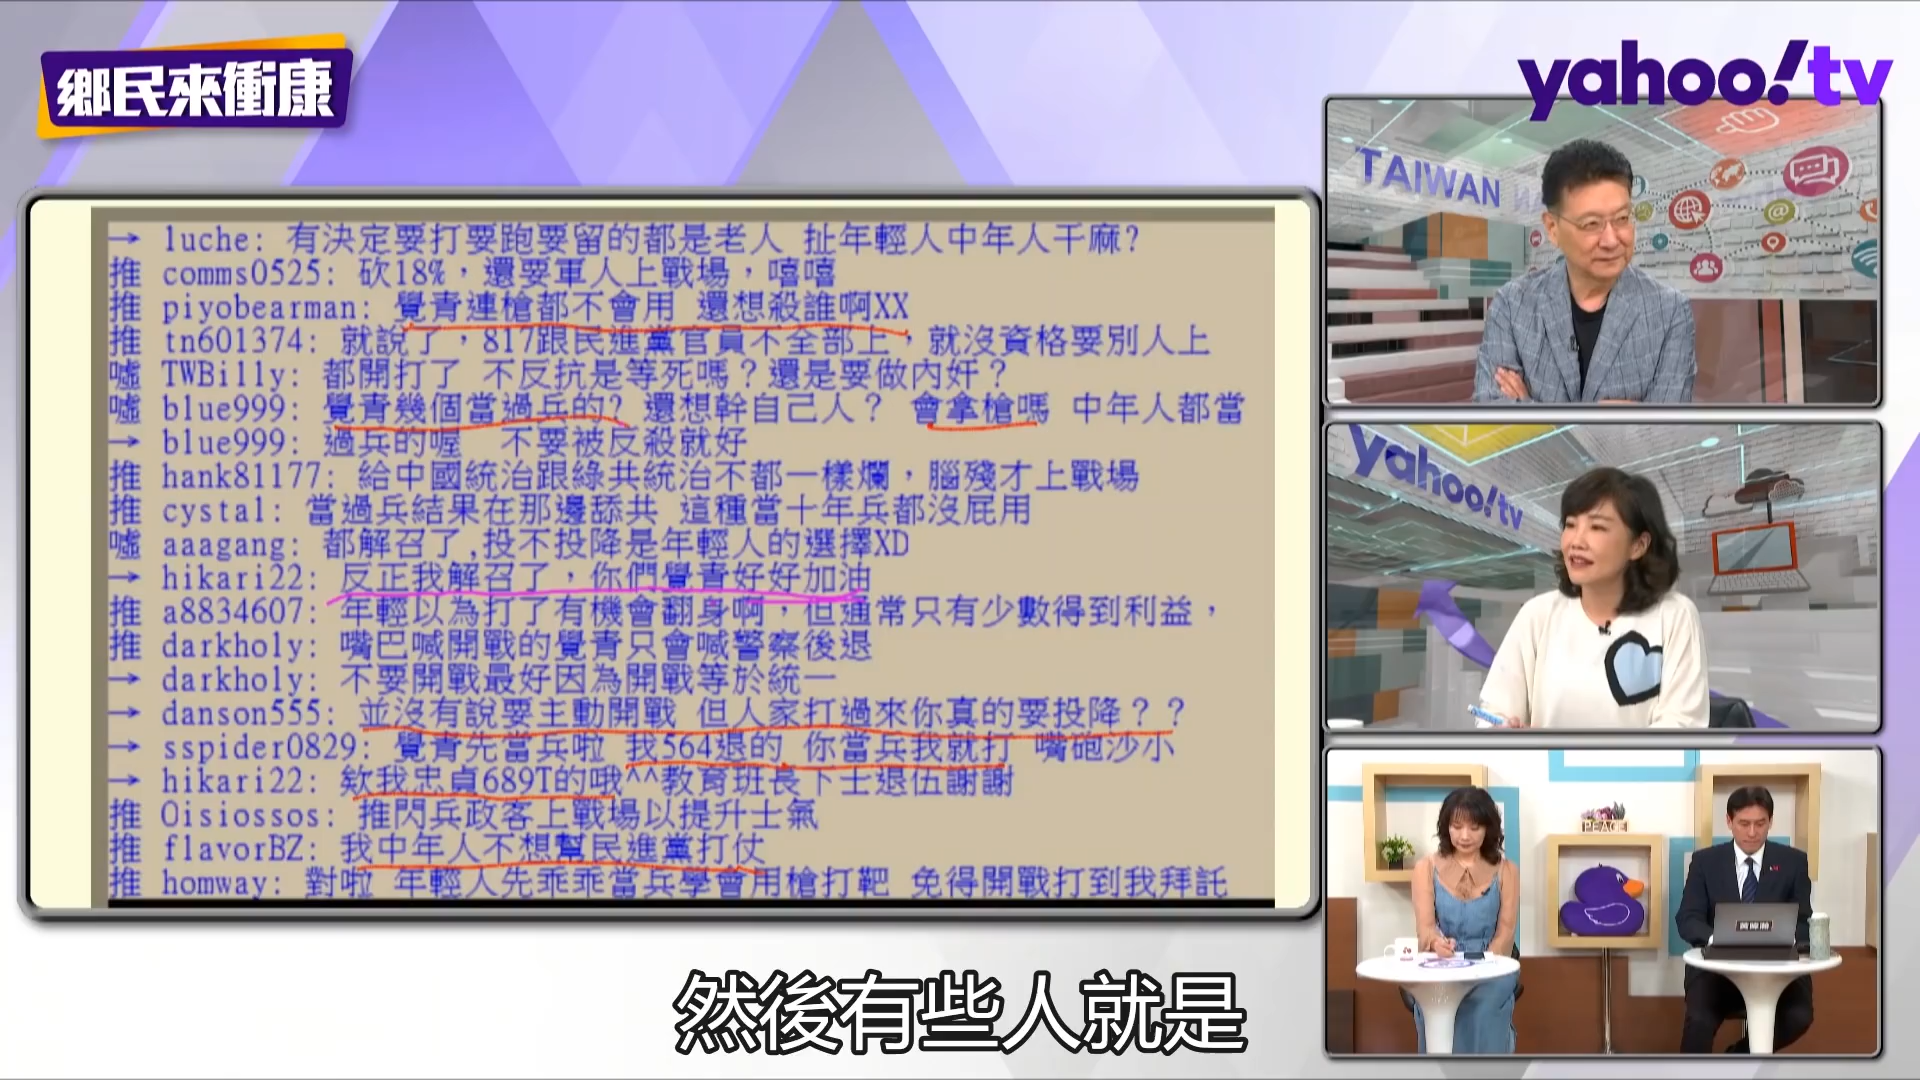 鄉民來衝康
yahoo!tv
→ luche: 有決定要打要跑要留的都是老人 扯年輕人中年人干麻?
推 comms0525: 砍18%，還要軍人上戰場，嘻嘻
推 piyobearman: 覺青連槍都不會用 還想殺誰啊XX
推 tn601374: 就說了，817跟民進黨官員不全部上，就沒資格要別人上
噓 TWBilly: 都開打了 不反抗是等死嗎？還是要做內奸？
噓 blue999: 覺青幾個當過兵的? 還想幹自己人？ 會拿槍嗎 中年人都當
→ blue999: 過兵的喔 不要被反殺就好
推 hank81177: 給中國統治跟綠共統治不都一樣爛，腦殘才上戰場
推 cystal: 當過兵結果在那邊舔共 這種當十年兵都沒屁用
噓 aaagang: 都解召了,投不投降是年輕人的選擇XD
→ hikari22: 反正我解召了，你們覺青好好加油
推 a8834607: 年輕以為打了有機會翻身啊，但通常只有少數得到利益，
推 darkholy: 嘴巴喊開戰的覺青只會喊警察後退
→ darkholy: 不要開戰最好因為開戰等於統一
→ danson555: 並沒有說要主動開戰 但人家打過來你真的要投降？？
→ sspider0829: 覺青先當兵啦 我564退的 你當兵我就打 嘴砲沙小
→ hikari22: 欸我忠貞689T的哦^^教育班長下士退伍謝謝
推 Oisiossos: 推閃兵政客上戰場以提升士氣
推 flavorBZ: 我中年人不想幫民進黨打仗
推 homway: 對啦 年輕人先乖乖當兵學會用槍打靶 免得開戰打到我拜託
TAIWAN
yahoo!tv
PEACE
然後有些人就是